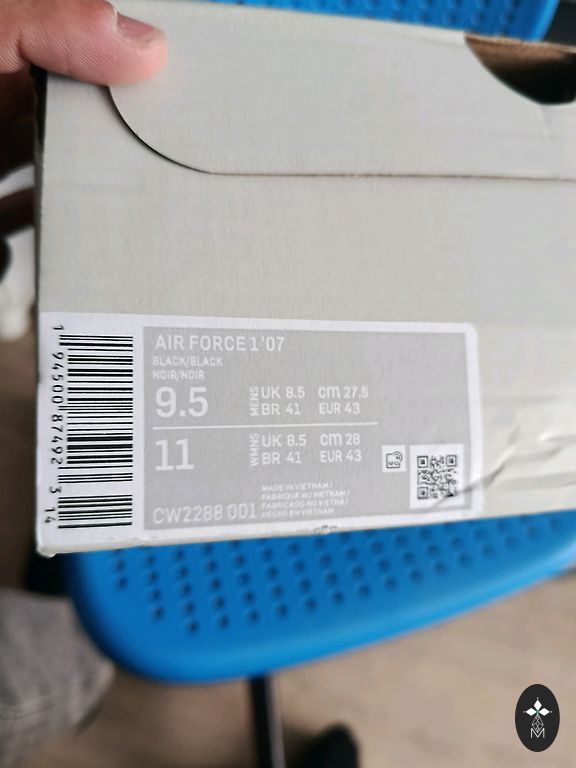 AIR FORCE 1 '07
BLACK/BLACK
NOIR/NOIR
9.5
MENS
UK 8.5 cm 27.5
BR 41 EUR 43
11
WMNS
UK 8.5 cm 28
BR 41 EUR 43
MADE IN VIETNAM /
FABRIQUE AU VIETNAM /
FABRICADO NO VIETNÃ /
HECHO EN VIETNAM
CW2288 001
1 94500 87492 3 14
M